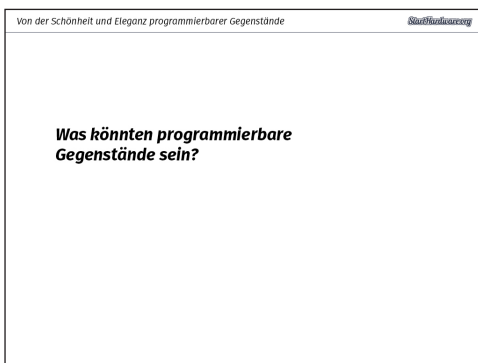 Von der Schönheit und Eleganz programmierbarer Gegenstände
StartHardware.org
Was könnten programmierbare
Gegenstände sein?